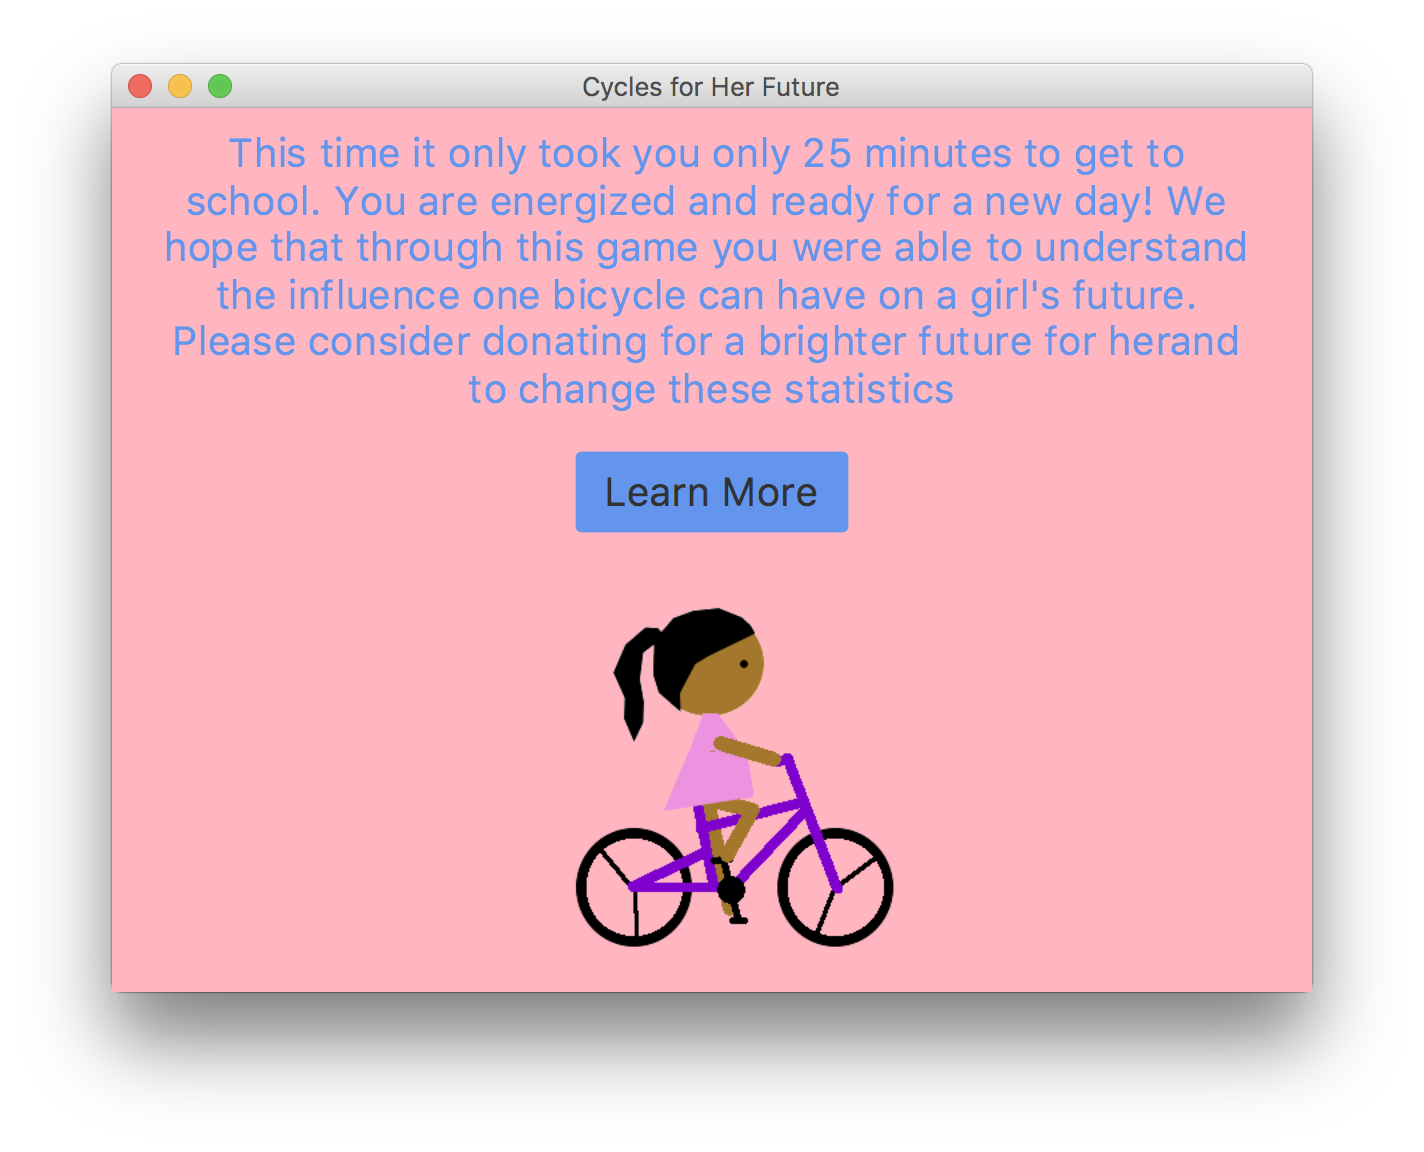 Cycles for Her Future
This time it only took you only 25 minutes to get to
school. You are energized and ready for a new day! We
hope that through this game you were able to understand
the influence one bicycle can have on a girl's future.
Please consider donating for a brighter future for herand
to change these statistics
Learn More